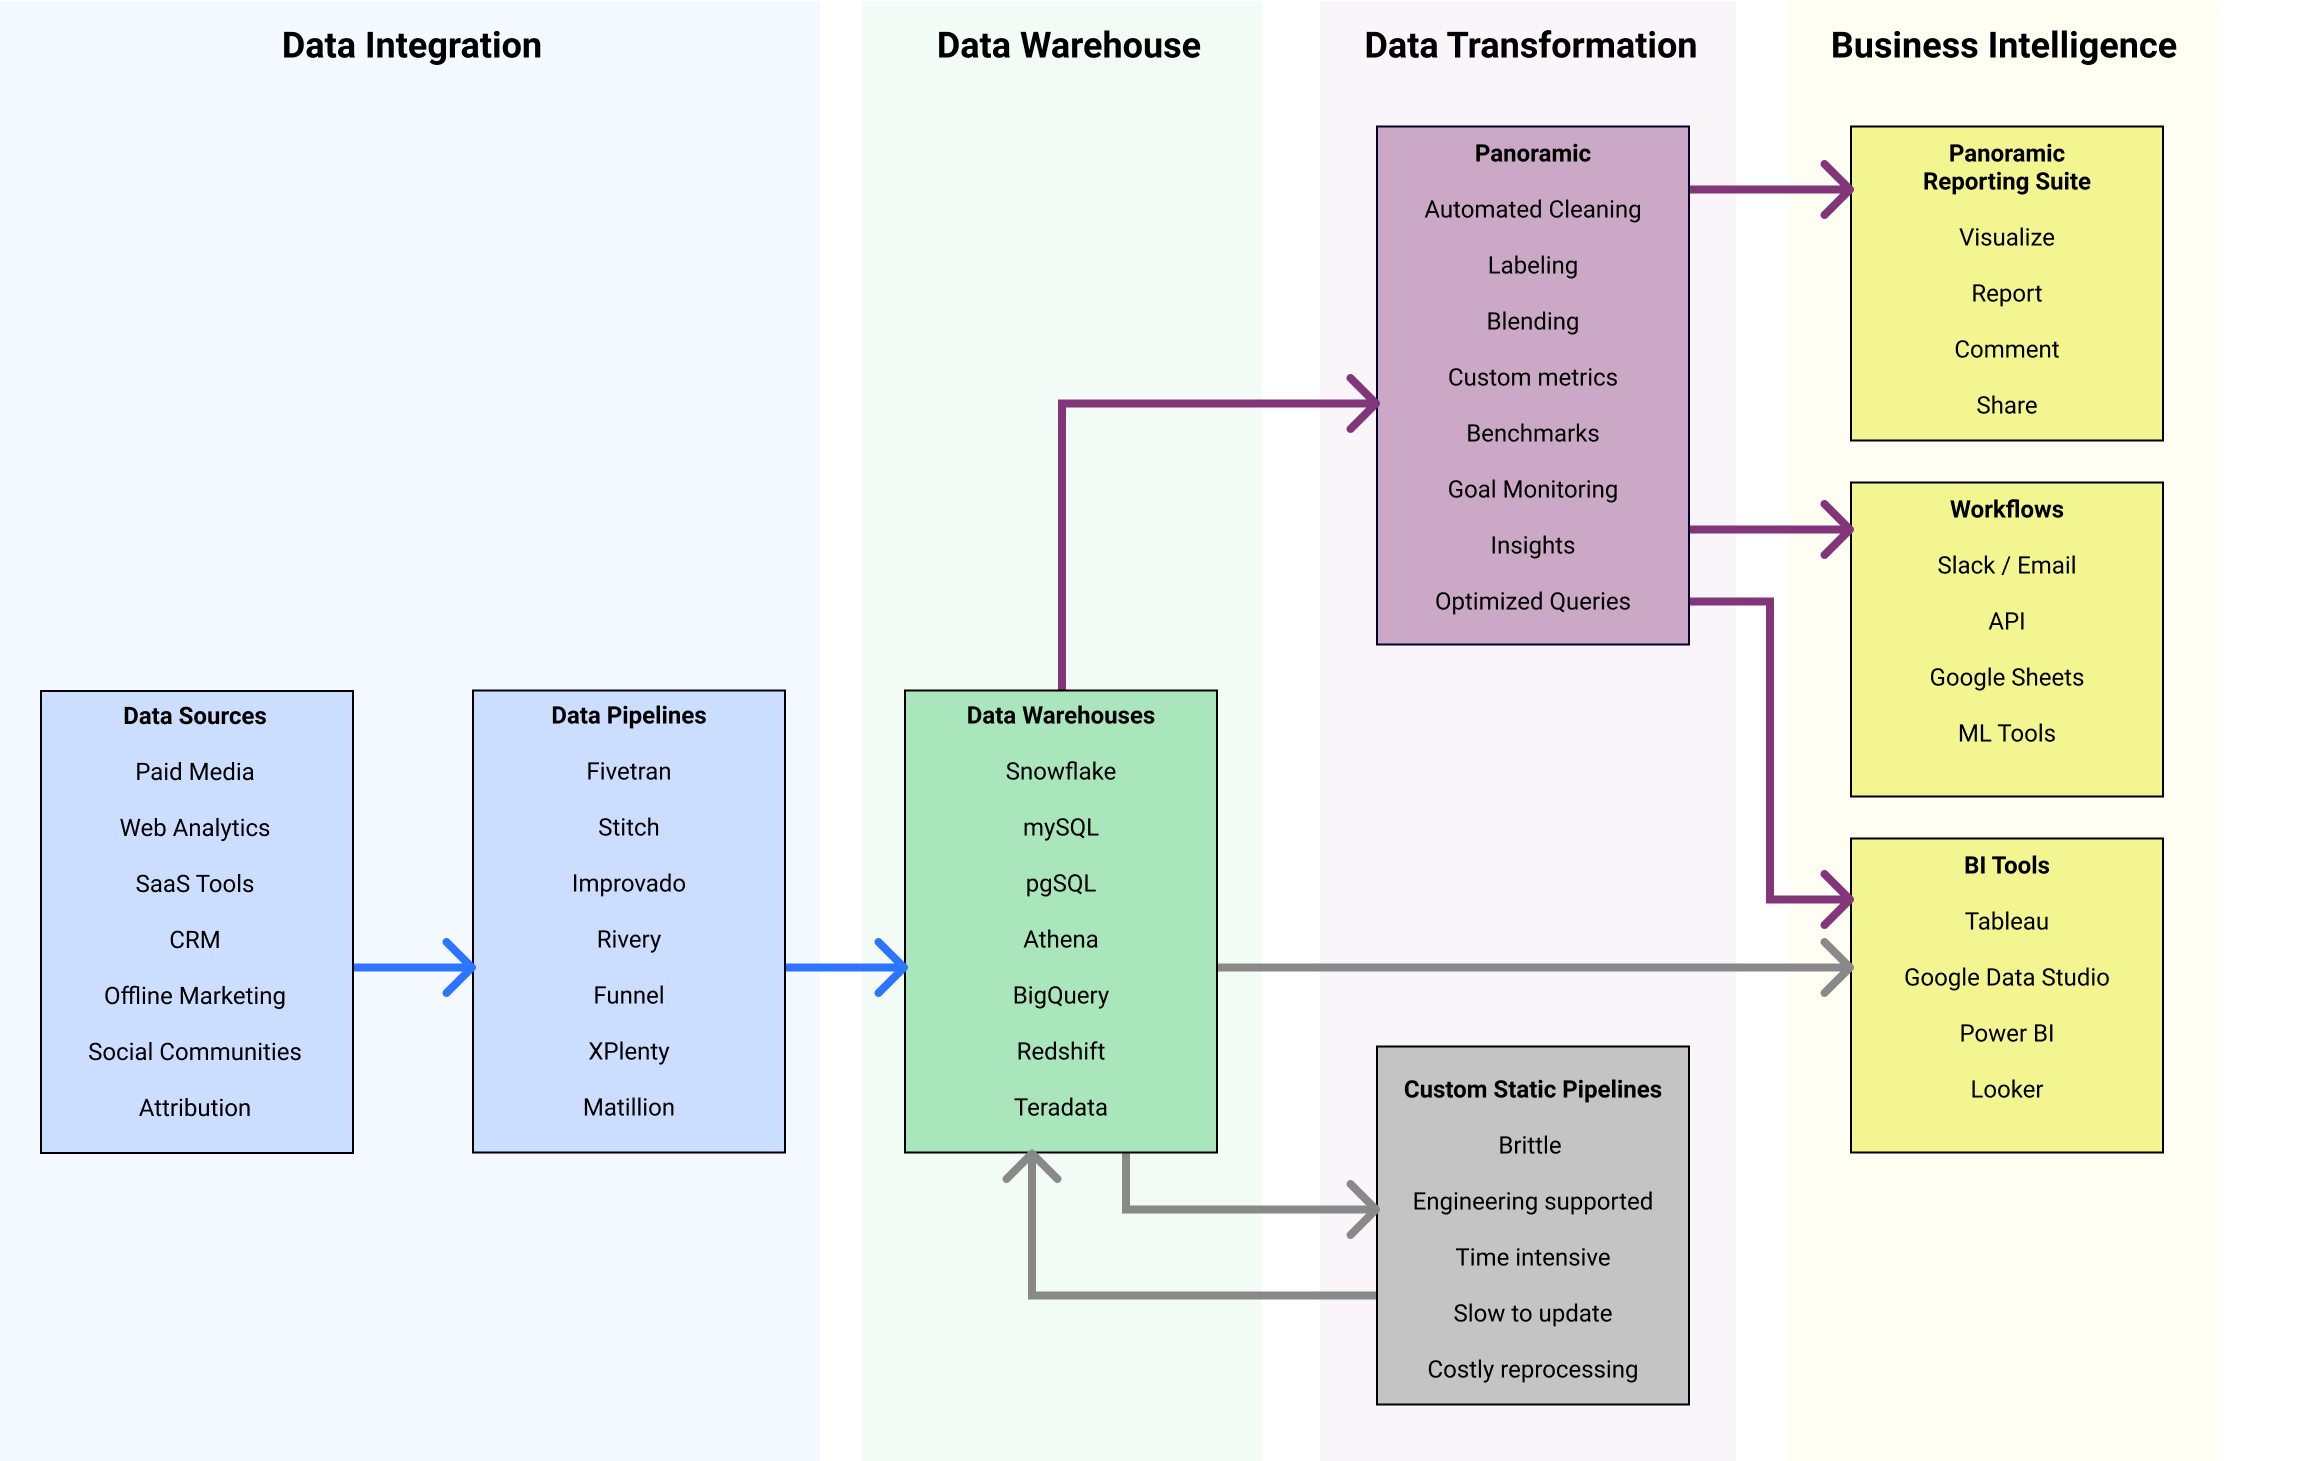 Data Integration
Data Warehouse
Data Transformation
Business Intelligence
Data Sources
Paid Media
Web Analytics
SaaS Tools
CRM
Offline Marketing
Social Communities
Attribution
Data Pipelines
Fivetran
Stitch
Improvado
Rivery
Funnel
XPlenty
Matillion
Data Warehouses
Snowflake
mySQL
pgSQL
Athena
BigQuery
Redshift
Teradata
Panoramic
Automated Cleaning
Labeling
Blending
Custom metrics
Benchmarks
Goal Monitoring
Insights
Optimized Queries
Custom Static Pipelines
Brittle
Engineering supported
Time intensive
Slow to update
Costly reprocessing
Panoramic
Reporting Suite
Visualize
Report
Comment
Share
Workflows
Slack / Email
API
Google Sheets
ML Tools
BI Tools
Tableau
Google Data Studio
Power BI
Looker